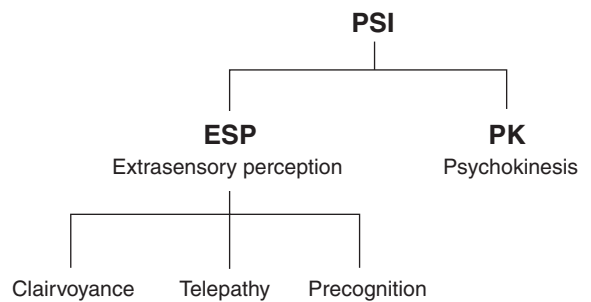 PSI
ESP
PK
Extrasensory perception
Psychokinesis
Clairvoyance
Telepathy
Precognition